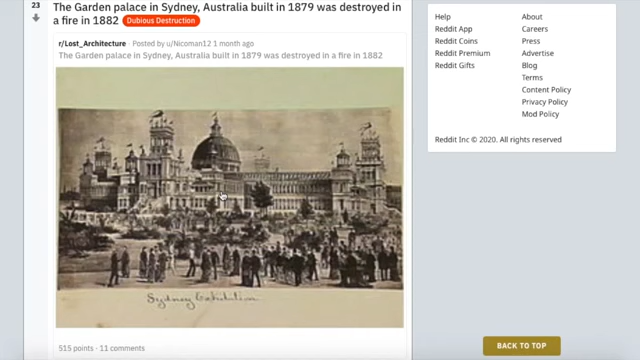 23
The Garden palace in Sydney, Australia built in 1879 was destroyed in
a fire in 1882 Dubious Destruction
r/Lost_Architecture · Posted by u/Nicoman12 1 month ago
The Garden palace in Sydney, Australia built in 1879 was destroyed in a fire in 1882
Sydney Exhibition
515 points · 11 comments
Help
Reddit App
Reddit Coins
Reddit Premium
Reddit Gifts
About
Careers
Press
Advertise
Blog
Terms
Content Policy
Privacy Policy
Mod Policy
Reddit Inc © 2020. All rights reserved
BACK TO TOP